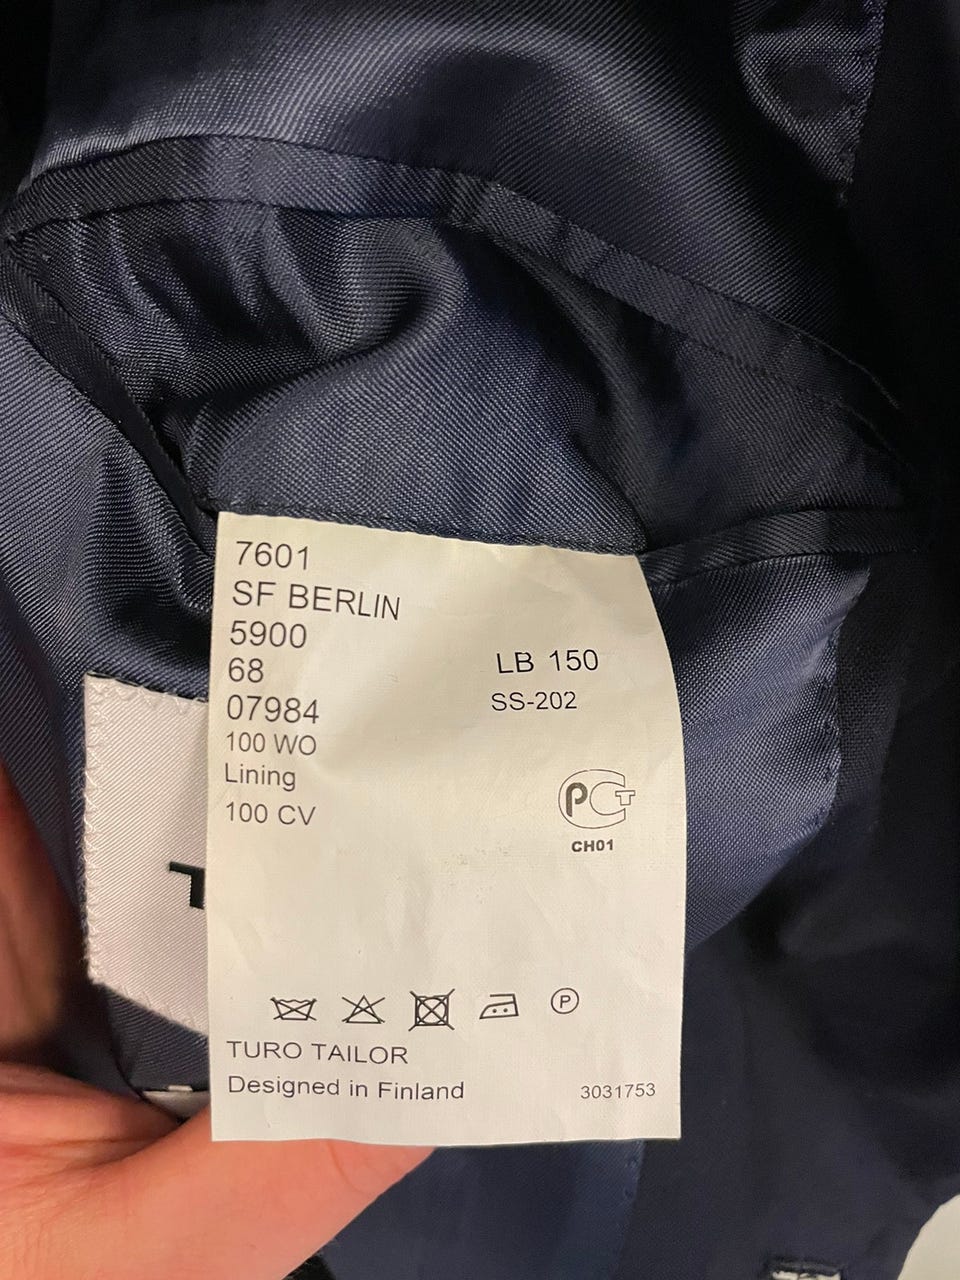 7601
SF BERLIN
5900
68
07984
100 WO
Lining
100 CV
LB 150
SS-202
РСТ
CH01
P
TURO TAILOR
Designed in Finland
3031753
T